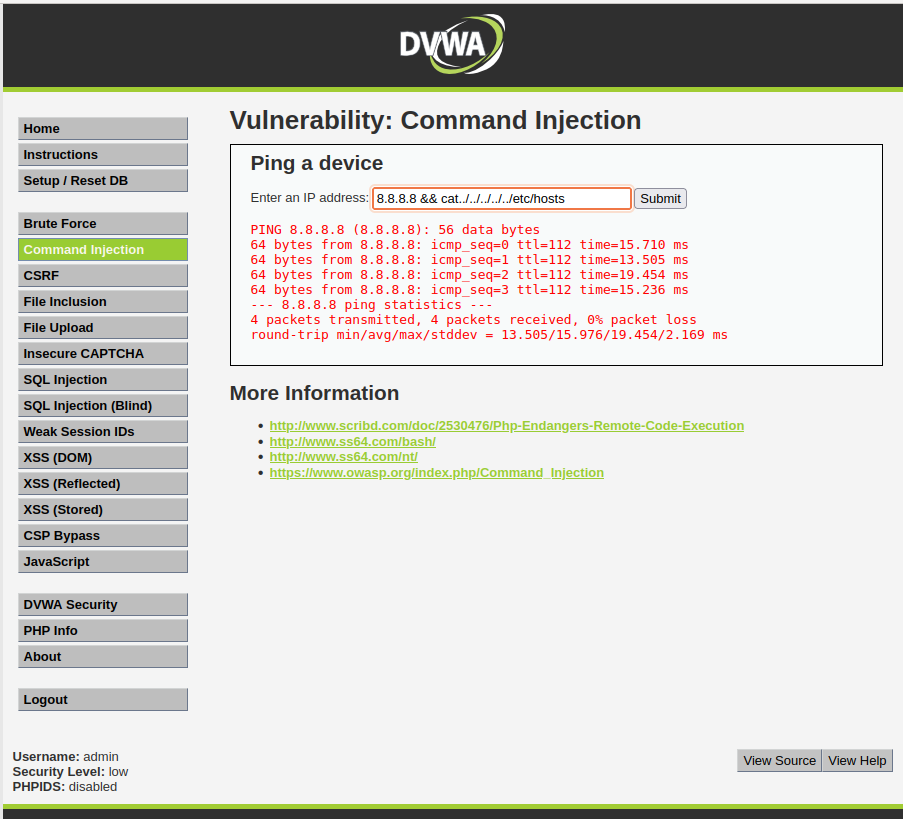 DVWA
Home
Instructions
Setup / Reset DB
Brute Force
Command Injection
CSRF
File Inclusion
File Upload
Insecure CAPTCHA
SQL Injection
SQL Injection (Blind)
Weak Session IDs
XSS (DOM)
XSS (Reflected)
XSS (Stored)
CSP Bypass
JavaScript
DVWA Security
PHP Info
About
Logout
Vulnerability: Command Injection
Ping a device
Enter an IP address: 8.8.8.8 && cat../../../../../etc/hosts Submit
PING 8.8.8.8 (8.8.8.8): 56 data bytes
64 bytes from 8.8.8.8: icmp_seq=0 ttl=112 time=15.710 ms
64 bytes from 8.8.8.8: icmp_seq=1 ttl=112 time=13.505 ms
64 bytes from 8.8.8.8: icmp_seq=2 ttl=112 time=19.454 ms
64 bytes from 8.8.8.8: icmp_seq=3 ttl=112 time=15.236 ms
--- 8.8.8.8 ping statistics ---
4 packets transmitted, 4 packets received, 0% packet loss
round-trip min/avg/max/stddev = 13.505/15.976/19.454/2.169 ms
More Information
• http://www.scribd.com/doc/2530476/Php-Endangers-Remote-Code-Execution
• http://www.ss64.com/bash/
• http://www.ss64.com/nt/
• https://www.owasp.org/index.php/Command_Injection
Username: admin
Security Level: low
PHPIDS: disabled
View Source View Help